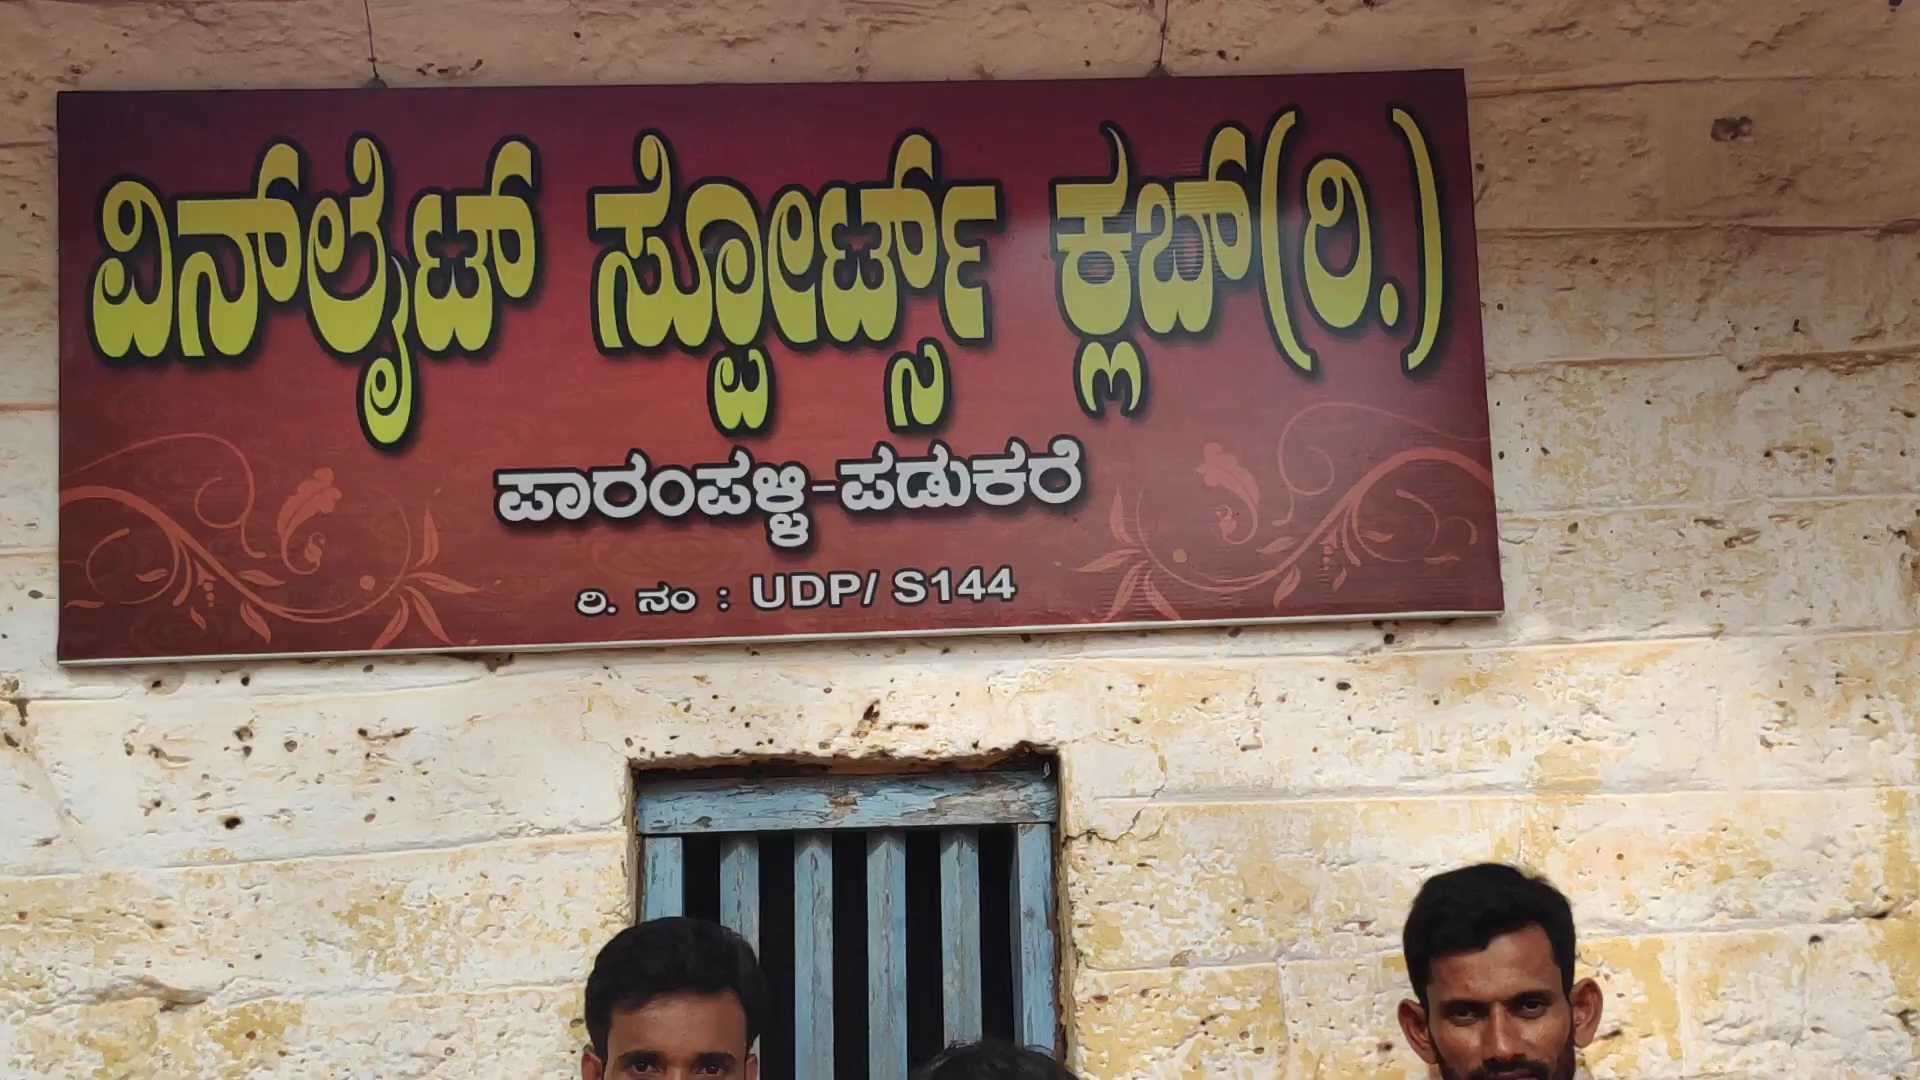 ವಿನ್‌ಲೈಟ್ ಸ್ಪೋರ್ಟ್ಸ್ ಕ್ಲಬ್ (ರಿ.)
ಪಾರಂಪಳ್ಳಿ-ಪಡುಕರೆ
ರಿ. ನಂ : UDP/ S144